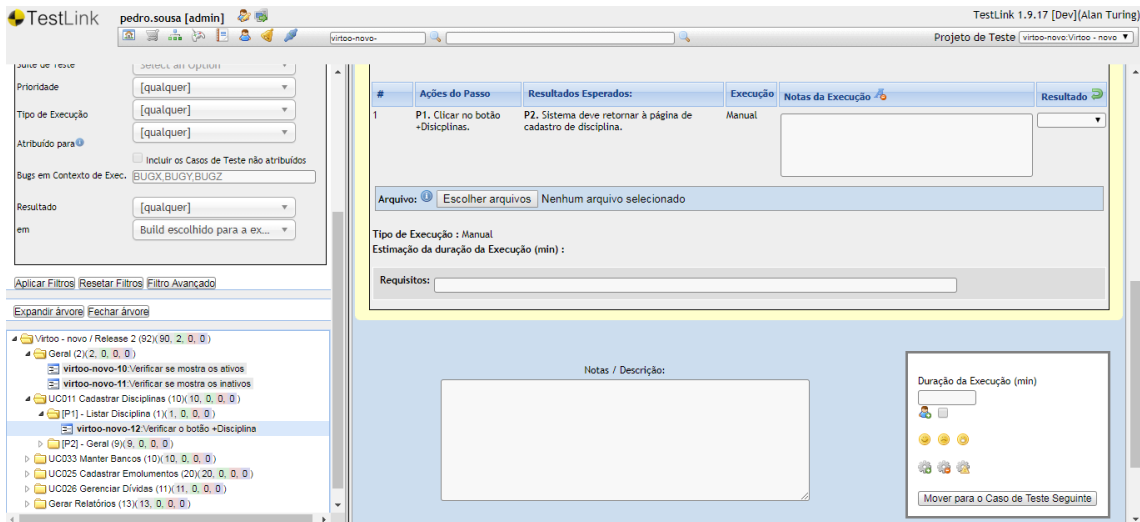 TestLink
pedro.sousa [admin]
TestLink 1.9.17 [Dev](Alan Turing)
virtoo-novo-
Projeto de Teste virtoo-novo:Virtoo - novo
Suite de Teste Select an Option
Prioridade [qualquer]
Tipo de Execução [qualquer]
Atribuído para [qualquer]
Incluir os Casos de Teste não atribuídos
Bugs em Contexto de Exec. BUGX,BUGY,BUGZ
Resultado [qualquer]
em Build escolhido para a ex...
Aplicar Filtros Resetar Filtros Filtro Avançado
Expandir árvore Fechar árvore
Virtoo - novo / Release 2 (92)(90, 2, 0, 0)
Geral (2)(2, 0, 0, 0)
virtoo-novo-10:Verificar se mostra os ativos
virtoo-novo-11:Verificar se mostra os inativos
UC011 Cadastrar Disciplinas (10)(10, 0, 0, 0)
[P1] - Listar Disciplina (1)(1, 0, 0, 0)
virtoo-novo-12:Verificar o botão +Disciplina
[P2] - Geral (9)(9, 0, 0, 0)
UC033 Manter Bancos (10)(10, 0, 0, 0)
UC025 Cadastrar Emolumentos (20)(20, 0, 0, 0)
UC026 Gerenciar Dívidas (11)(11, 0, 0, 0)
Gerar Relatórios (13)(13, 0, 0, 0)
# Ações do Passo Resultados Esperados: Execução Notas da Execução Resultado
1 P1. Clicar no botão P2. Sistema deve retornar à página de Manual
+Disicplinas. cadastro de disciplina.
Arquivo: Escolher arquivos Nenhum arquivo selecionado
Tipo de Execução : Manual
Estimação da duração da Execução (min) :
Requisitos:
Notas / Descrição:
Duração da Execução (min)
Mover para o Caso de Teste Seguinte